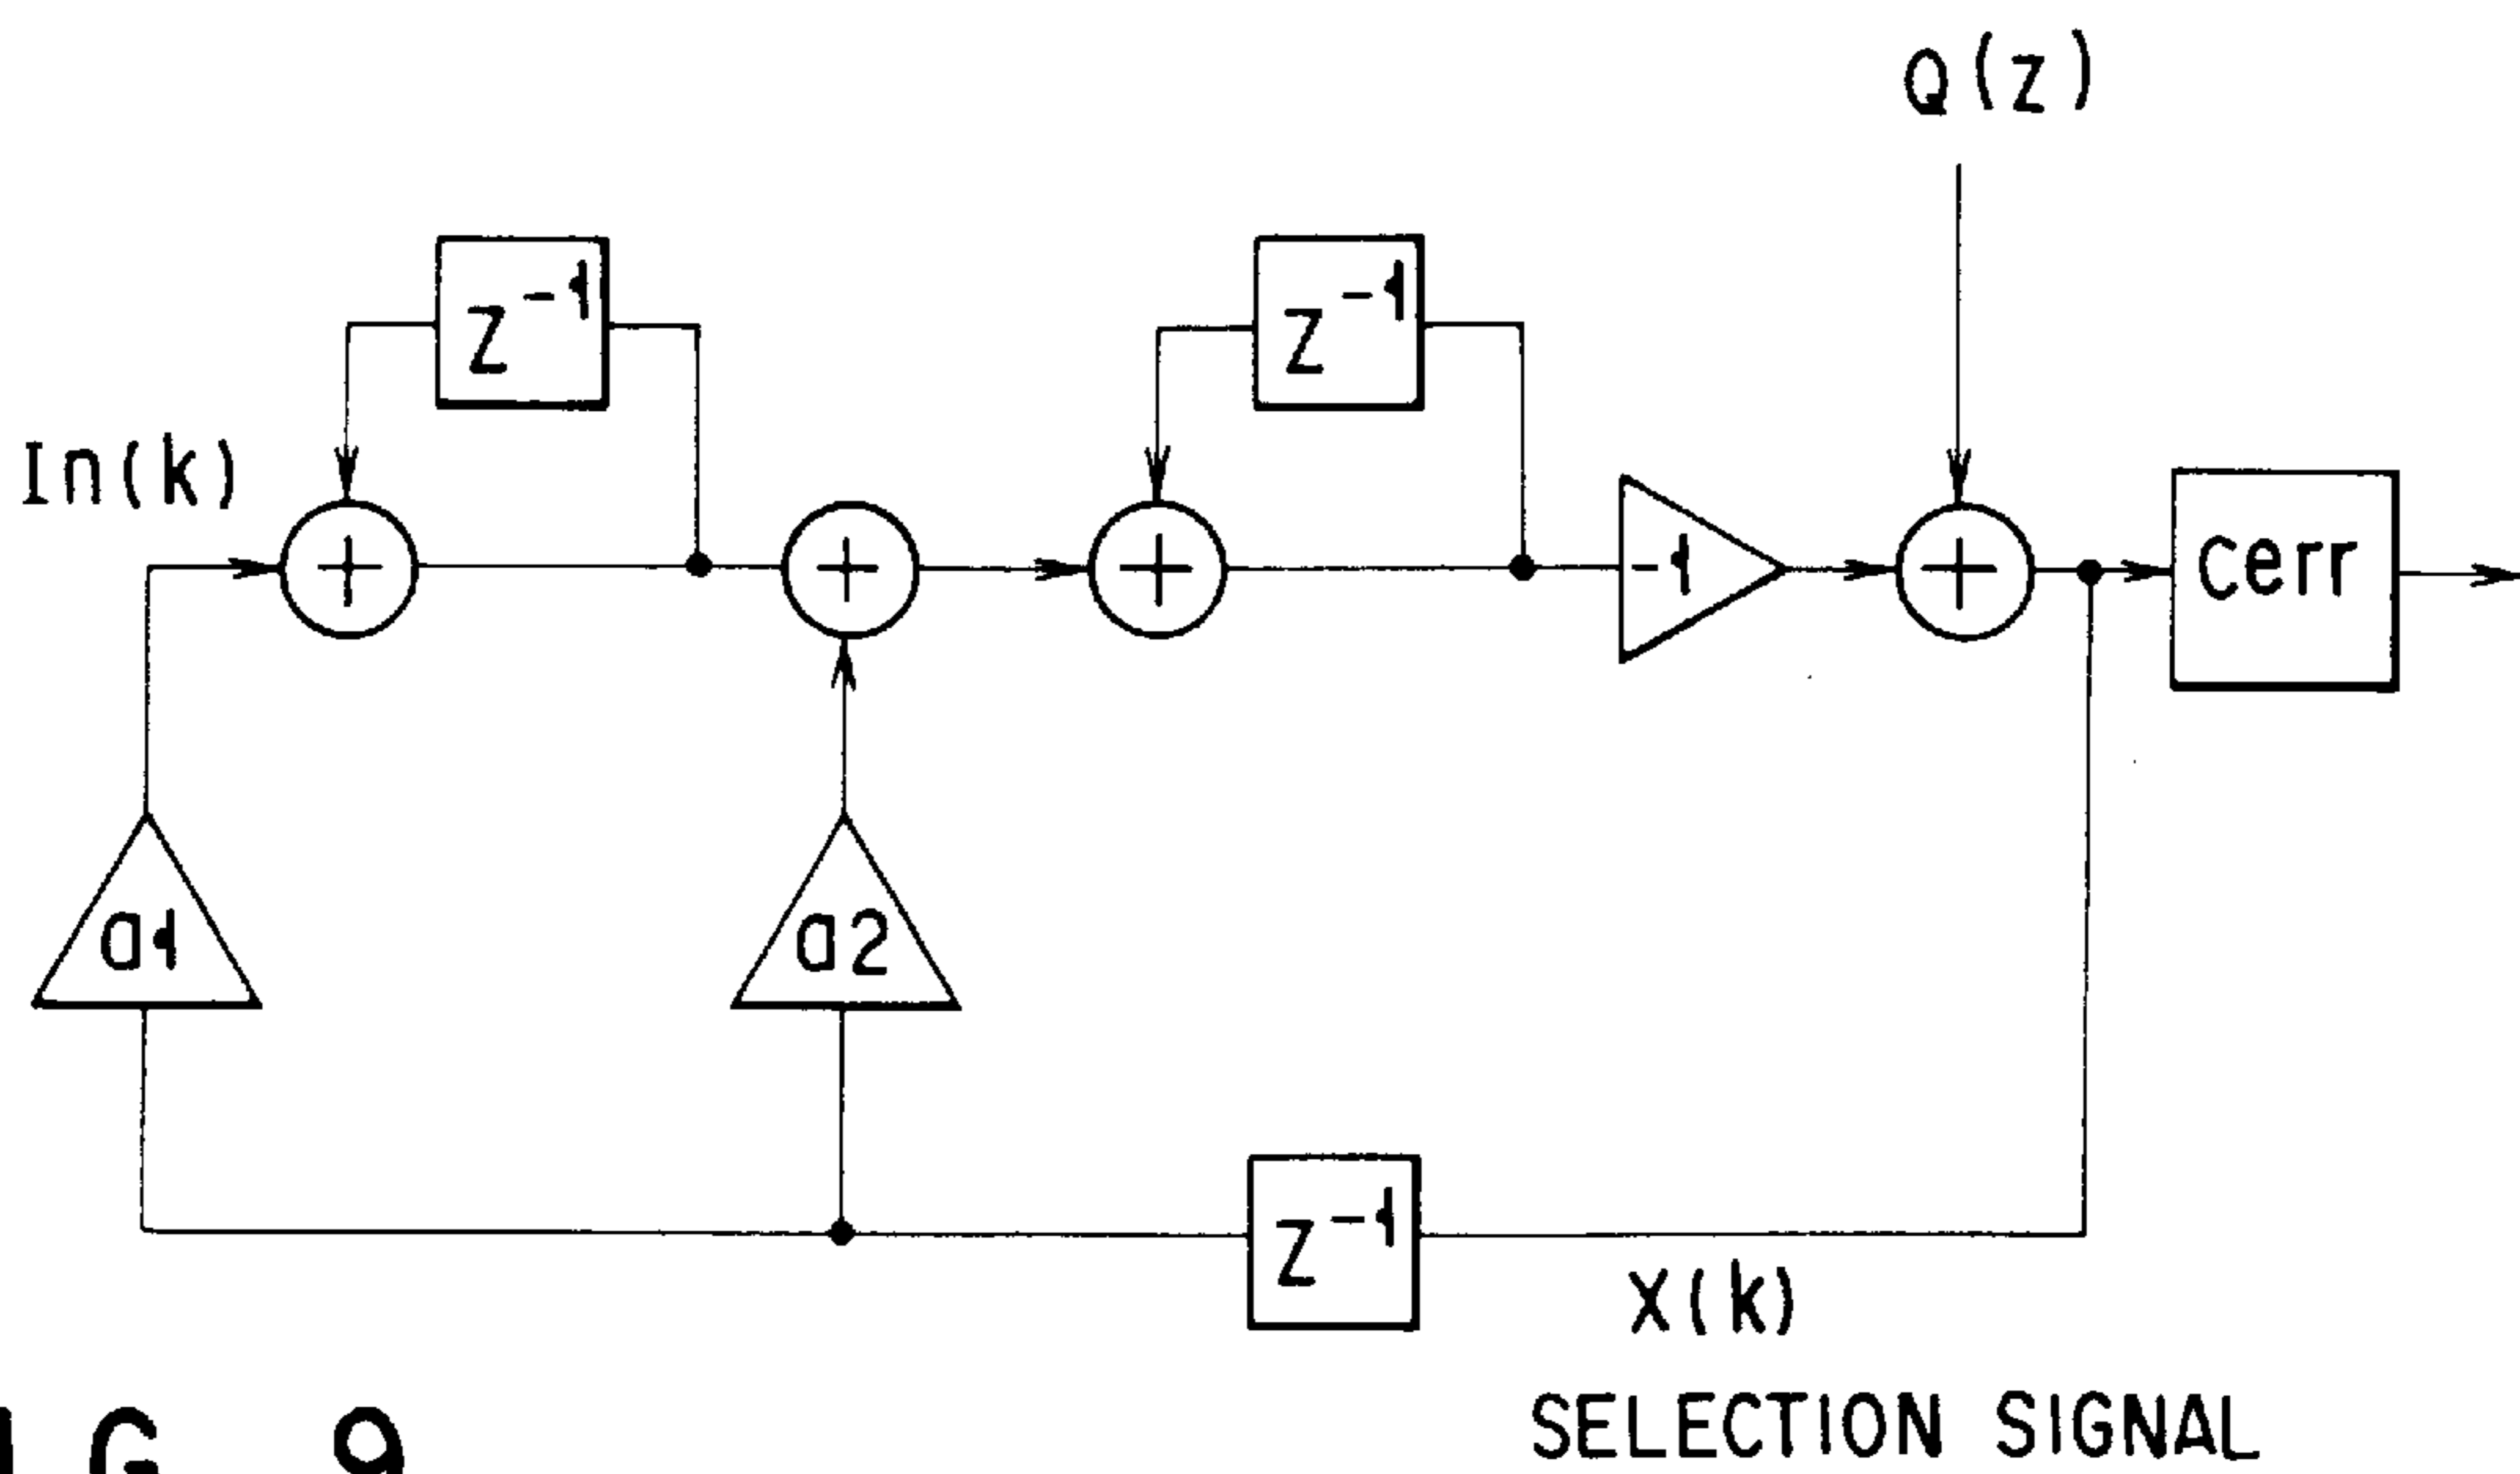 Q(z)
z⁻¹
z⁻¹
In(k)
+
+
+
-1
+
cerr
a1
a2
z⁻¹
X(k)
SELECTION SIGNAL
G. 9